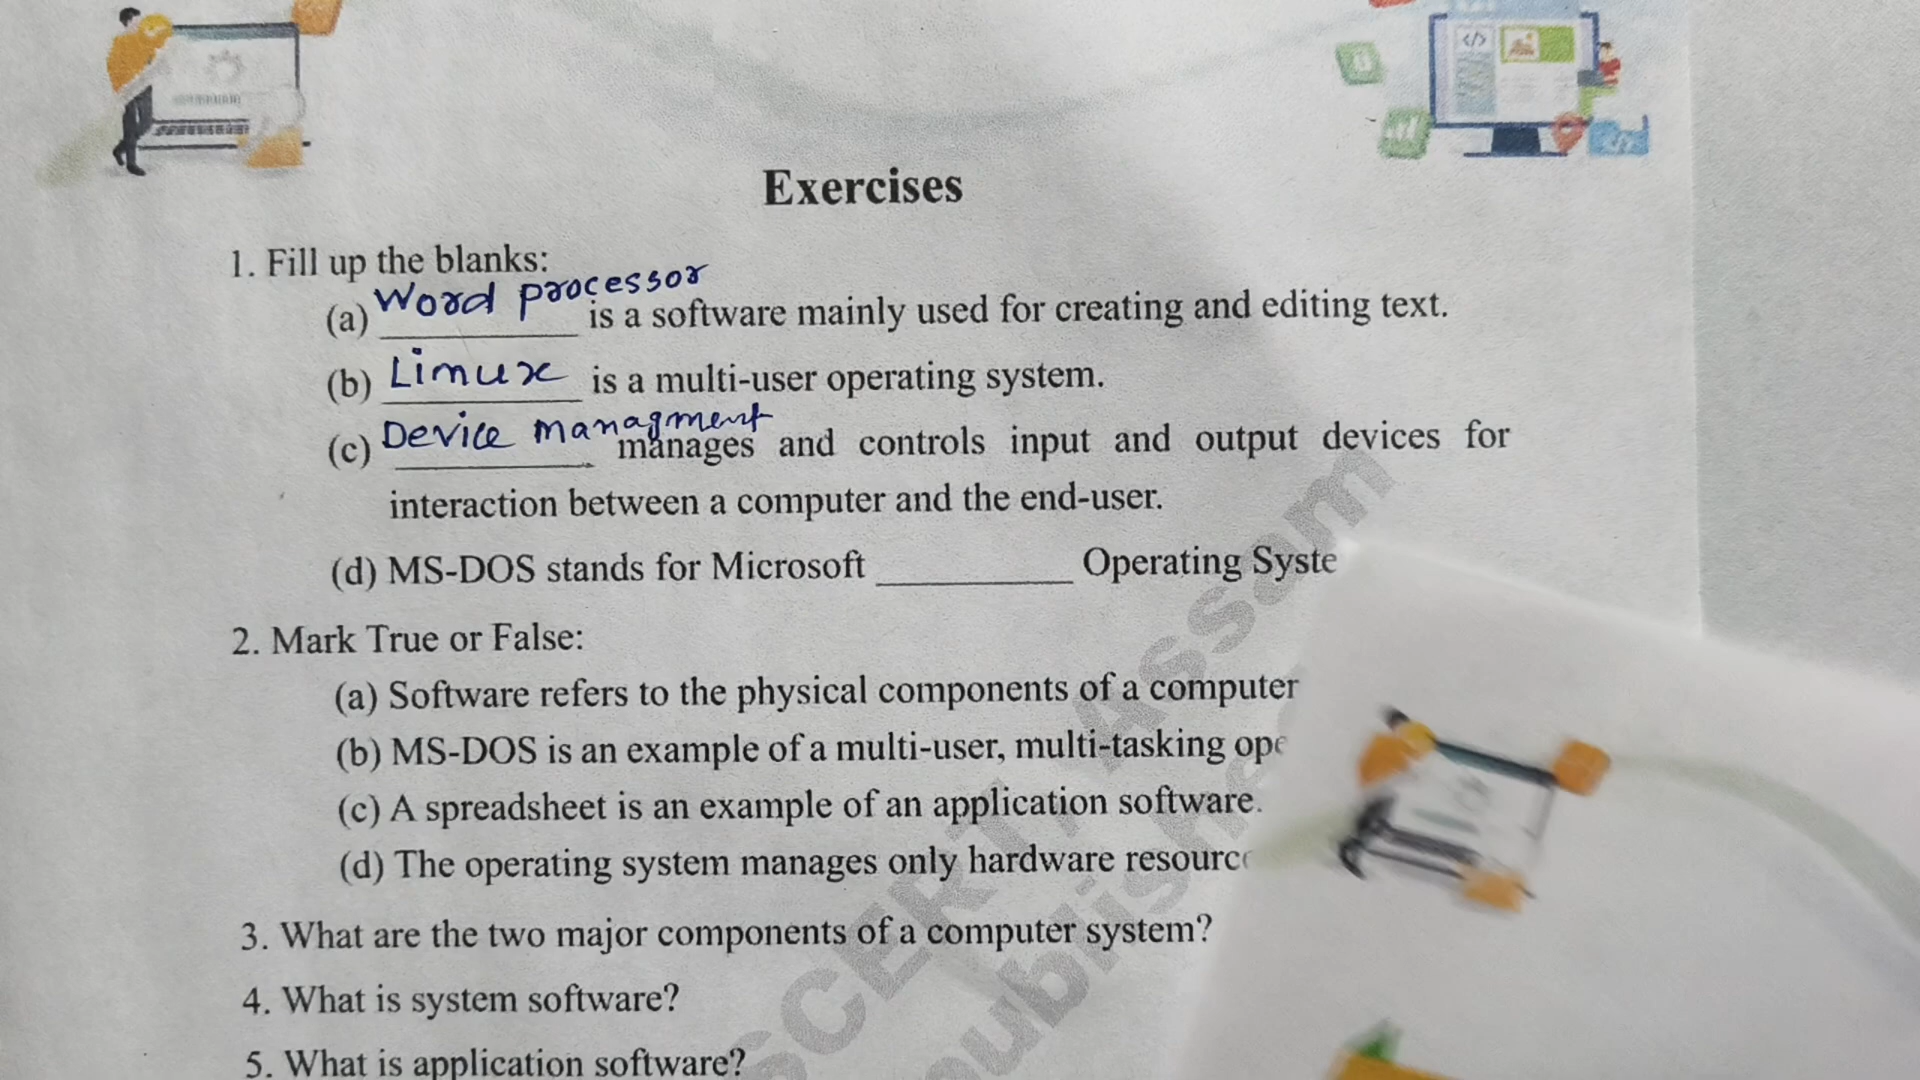 Exercises
1. Fill up the blanks:
(a) Word processor is a software mainly used for creating and editing text.
(b) Linux is a multi-user operating system.
(c) Device managment manages and controls input and output devices for
interaction between a computer and the end-user.
(d) MS-DOS stands for Microsoft __________ Operating Syste
2. Mark True or False:
(a) Software refers to the physical components of a computer
(b) MS-DOS is an example of a multi-user, multi-tasking ope
(c) A spreadsheet is an example of an application software.
(d) The operating system manages only hardware resourc
3. What are the two major components of a computer system?
4. What is system software?
5. What is application software?
SCERT, Assam